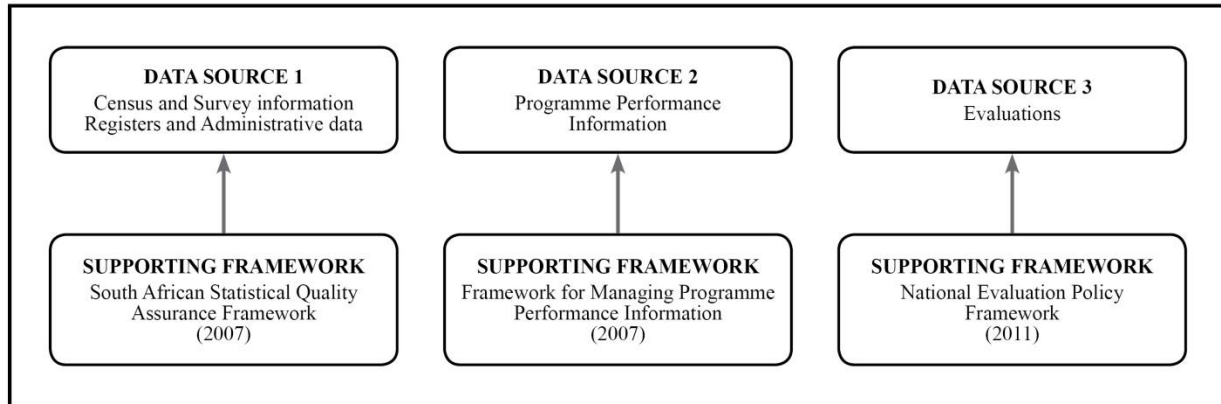 DATA SOURCE 1
Census and Survey information
Registers and Administrative data
DATA SOURCE 2
Programme Performance
Information
DATA SOURCE 3
Evaluations
SUPPORTING FRAMEWORK
South African Statistical Quality
Assurance Framework
(2007)
SUPPORTING FRAMEWORK
Framework for Managing Programme
Performance Information
(2007)
SUPPORTING FRAMEWORK
National Evaluation Policy
Framework
(2011)